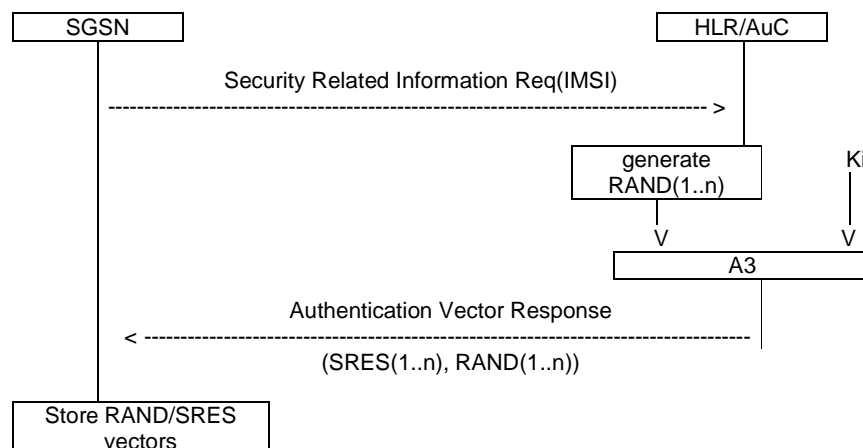 SGSN HLR/AuC
Security Related Information Req(IMSI)
------------------------------------------------------------------------------------ >
generate
RAND(1..n)
Ki
V V
A3
Authentication Vector Response
< ------------------------------------------------------------------------------------
(SRES(1..n), RAND(1..n))
Store RAND/SRES
vectors